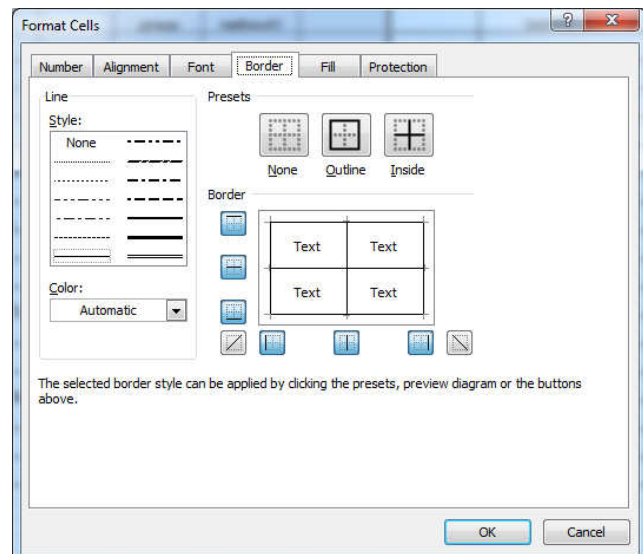 Format Cells
Number Alignment Font Border Fill Protection
Line
Style:
None
Color:
Automatic
Presets
None Outline Inside
Border
Text Text
Text Text
The selected border style can be applied by clicking the presets, preview diagram or the buttons
above.
OK Cancel